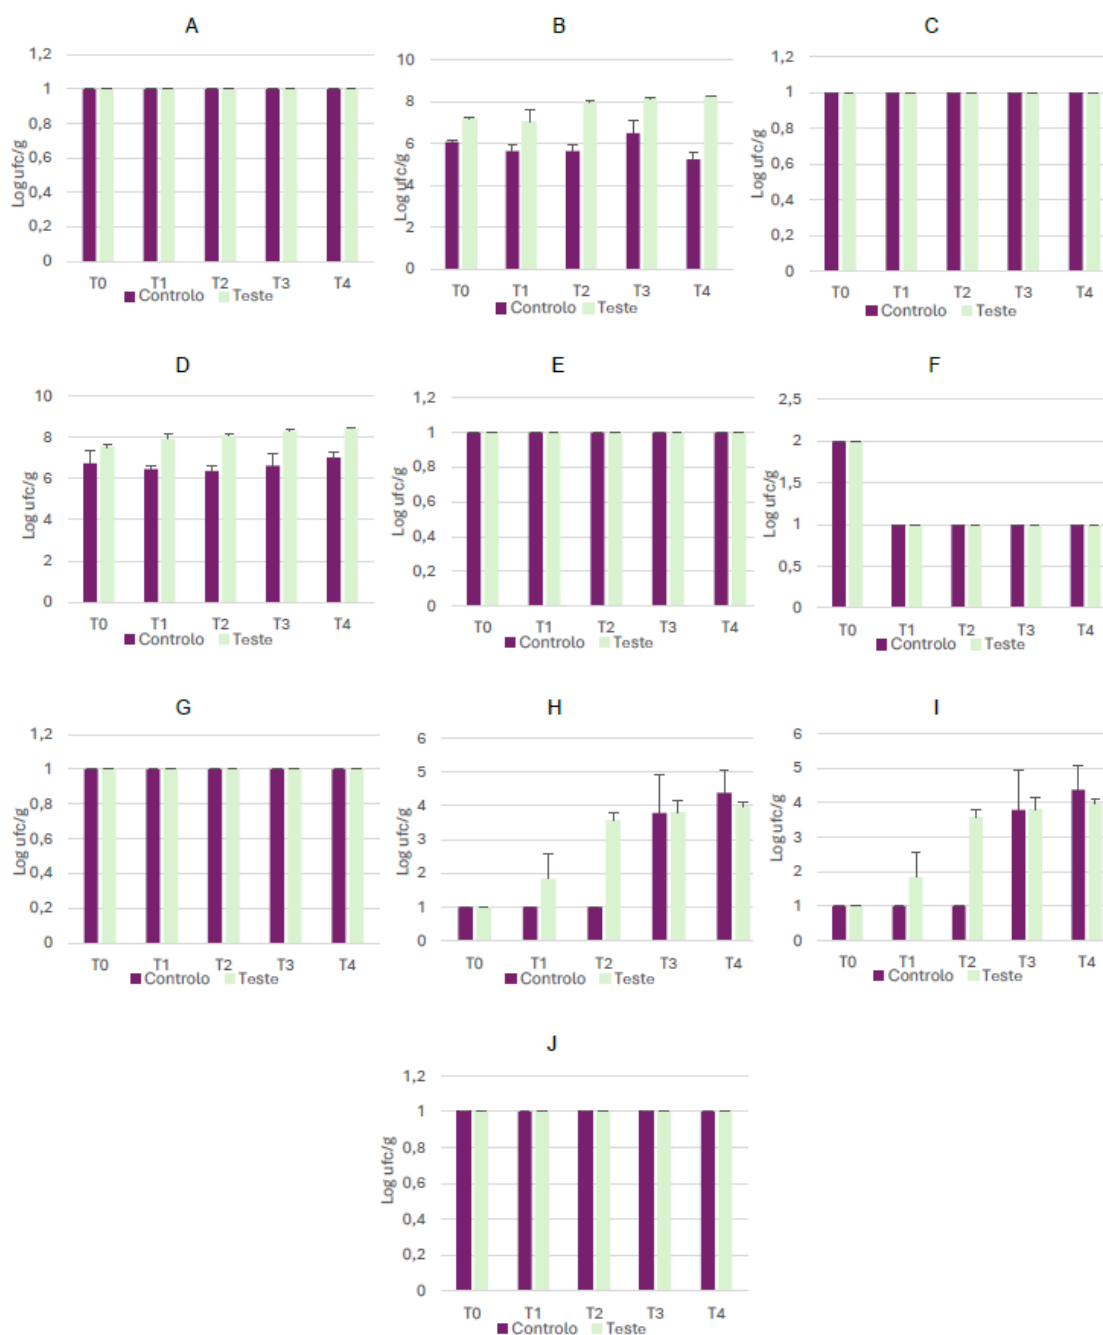 A
1,2
1
0,8
0,6
0,4
0,2
0
Log ufc/g
T0 T1 T2 T3 T4
Controlo Teste
B
10
8
6
4
2
0
Log ufc/g
T0 T1 T2 T3 T4
Controlo Teste
C
1,2
1
0,8
0,6
0,4
0,2
0
Log ufc/g
T0 T1 T2 T3 T4
Controlo Teste
D
10
8
6
4
2
0
Log ufc/g
T0 T1 T2 T3 T4
Controlo Teste
E
1,2
1
0,8
0,6
0,4
0,2
0
Log ufc/g
T0 T1 T2 T3 T4
Controlo Teste
F
2,5
2
1,5
1
0,5
0
Log ufc/g
T0 T1 T2 T3 T4
Controlo Teste
G
1,2
1
0,8
0,6
0,4
0,2
0
Log ufc/g
T0 T1 T2 T3 T4
Controlo Teste
H
6
5
4
3
2
1
0
Log ufc/g
T0 T1 T2 T3 T4
Controlo Teste
I
6
5
4
3
2
1
0
Log ufc/g
T0 T1 T2 T3 T4
Controlo Teste
J
1,2
1
0,8
0,6
0,4
0,2
0
Log ufc/g
T0 T1 T2 T3 T4
Controlo Teste